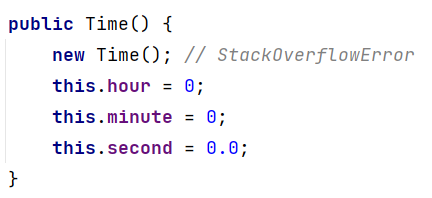 public Time() {
    new Time(); // StackOverflowError
    this.hour = 0;
    this.minute = 0;
    this.second = 0.0;
}